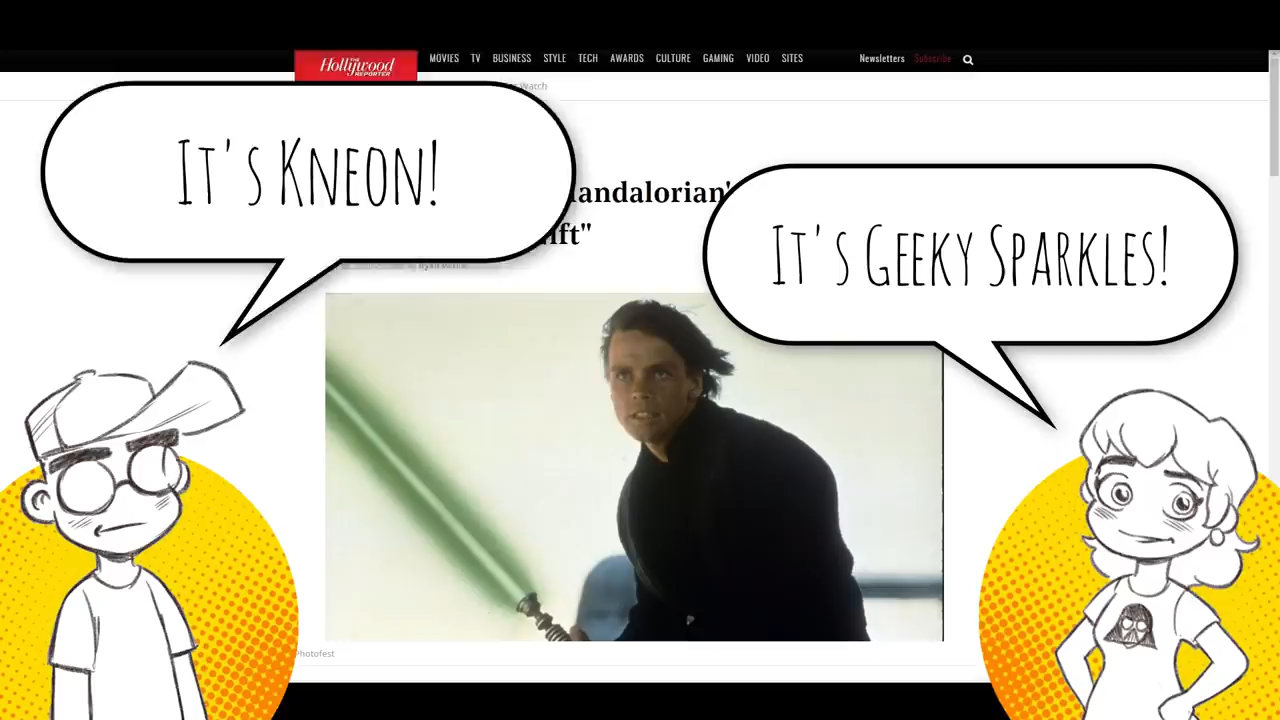 THE
Hollywood
REPORTER
MOVIES TV BUSINESS STYLE TECH AWARDS CULTURE GAMING VIDEO SITES
Newsletters Subscribe
Watch
It's Kneon!
It's Geeky Sparkles!
andalorian'
ift"
Photofest